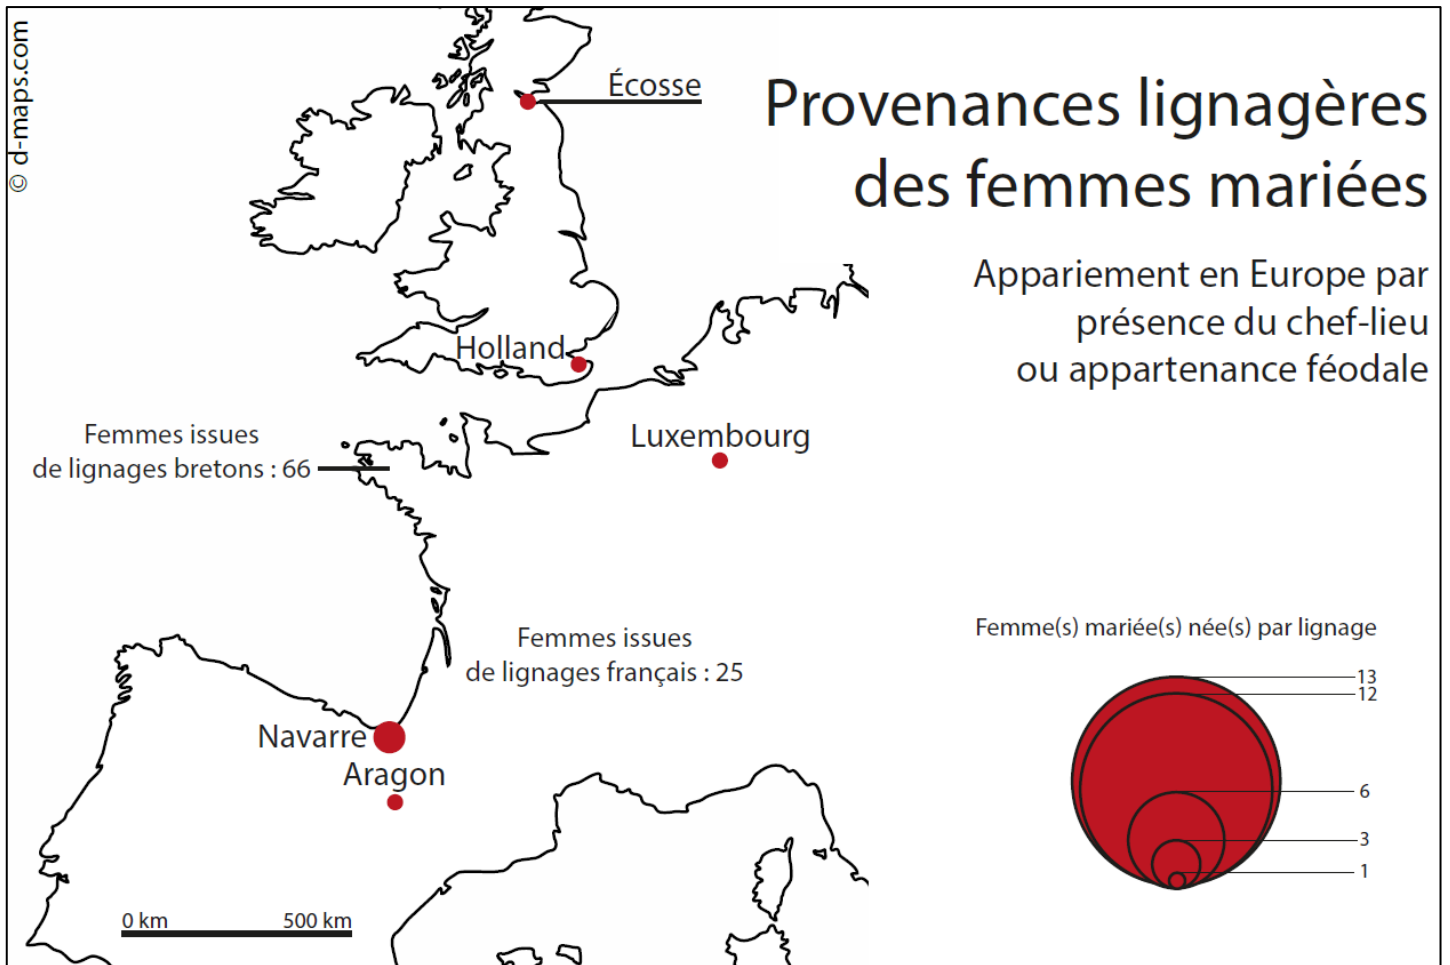 © d-maps.com
Provenances lignagères
des femmes mariées
Appariement en Europe par
présence du chef-lieu
ou appartenance féodale
Écosse
Holland
Luxembourg
Femmes issues
de lignages bretons : 66
Femmes issues
de lignages français : 25
Navarre
Aragon
0 km 500 km
Femme(s) mariée(s) née(s) par lignage
13
12
6
3
1